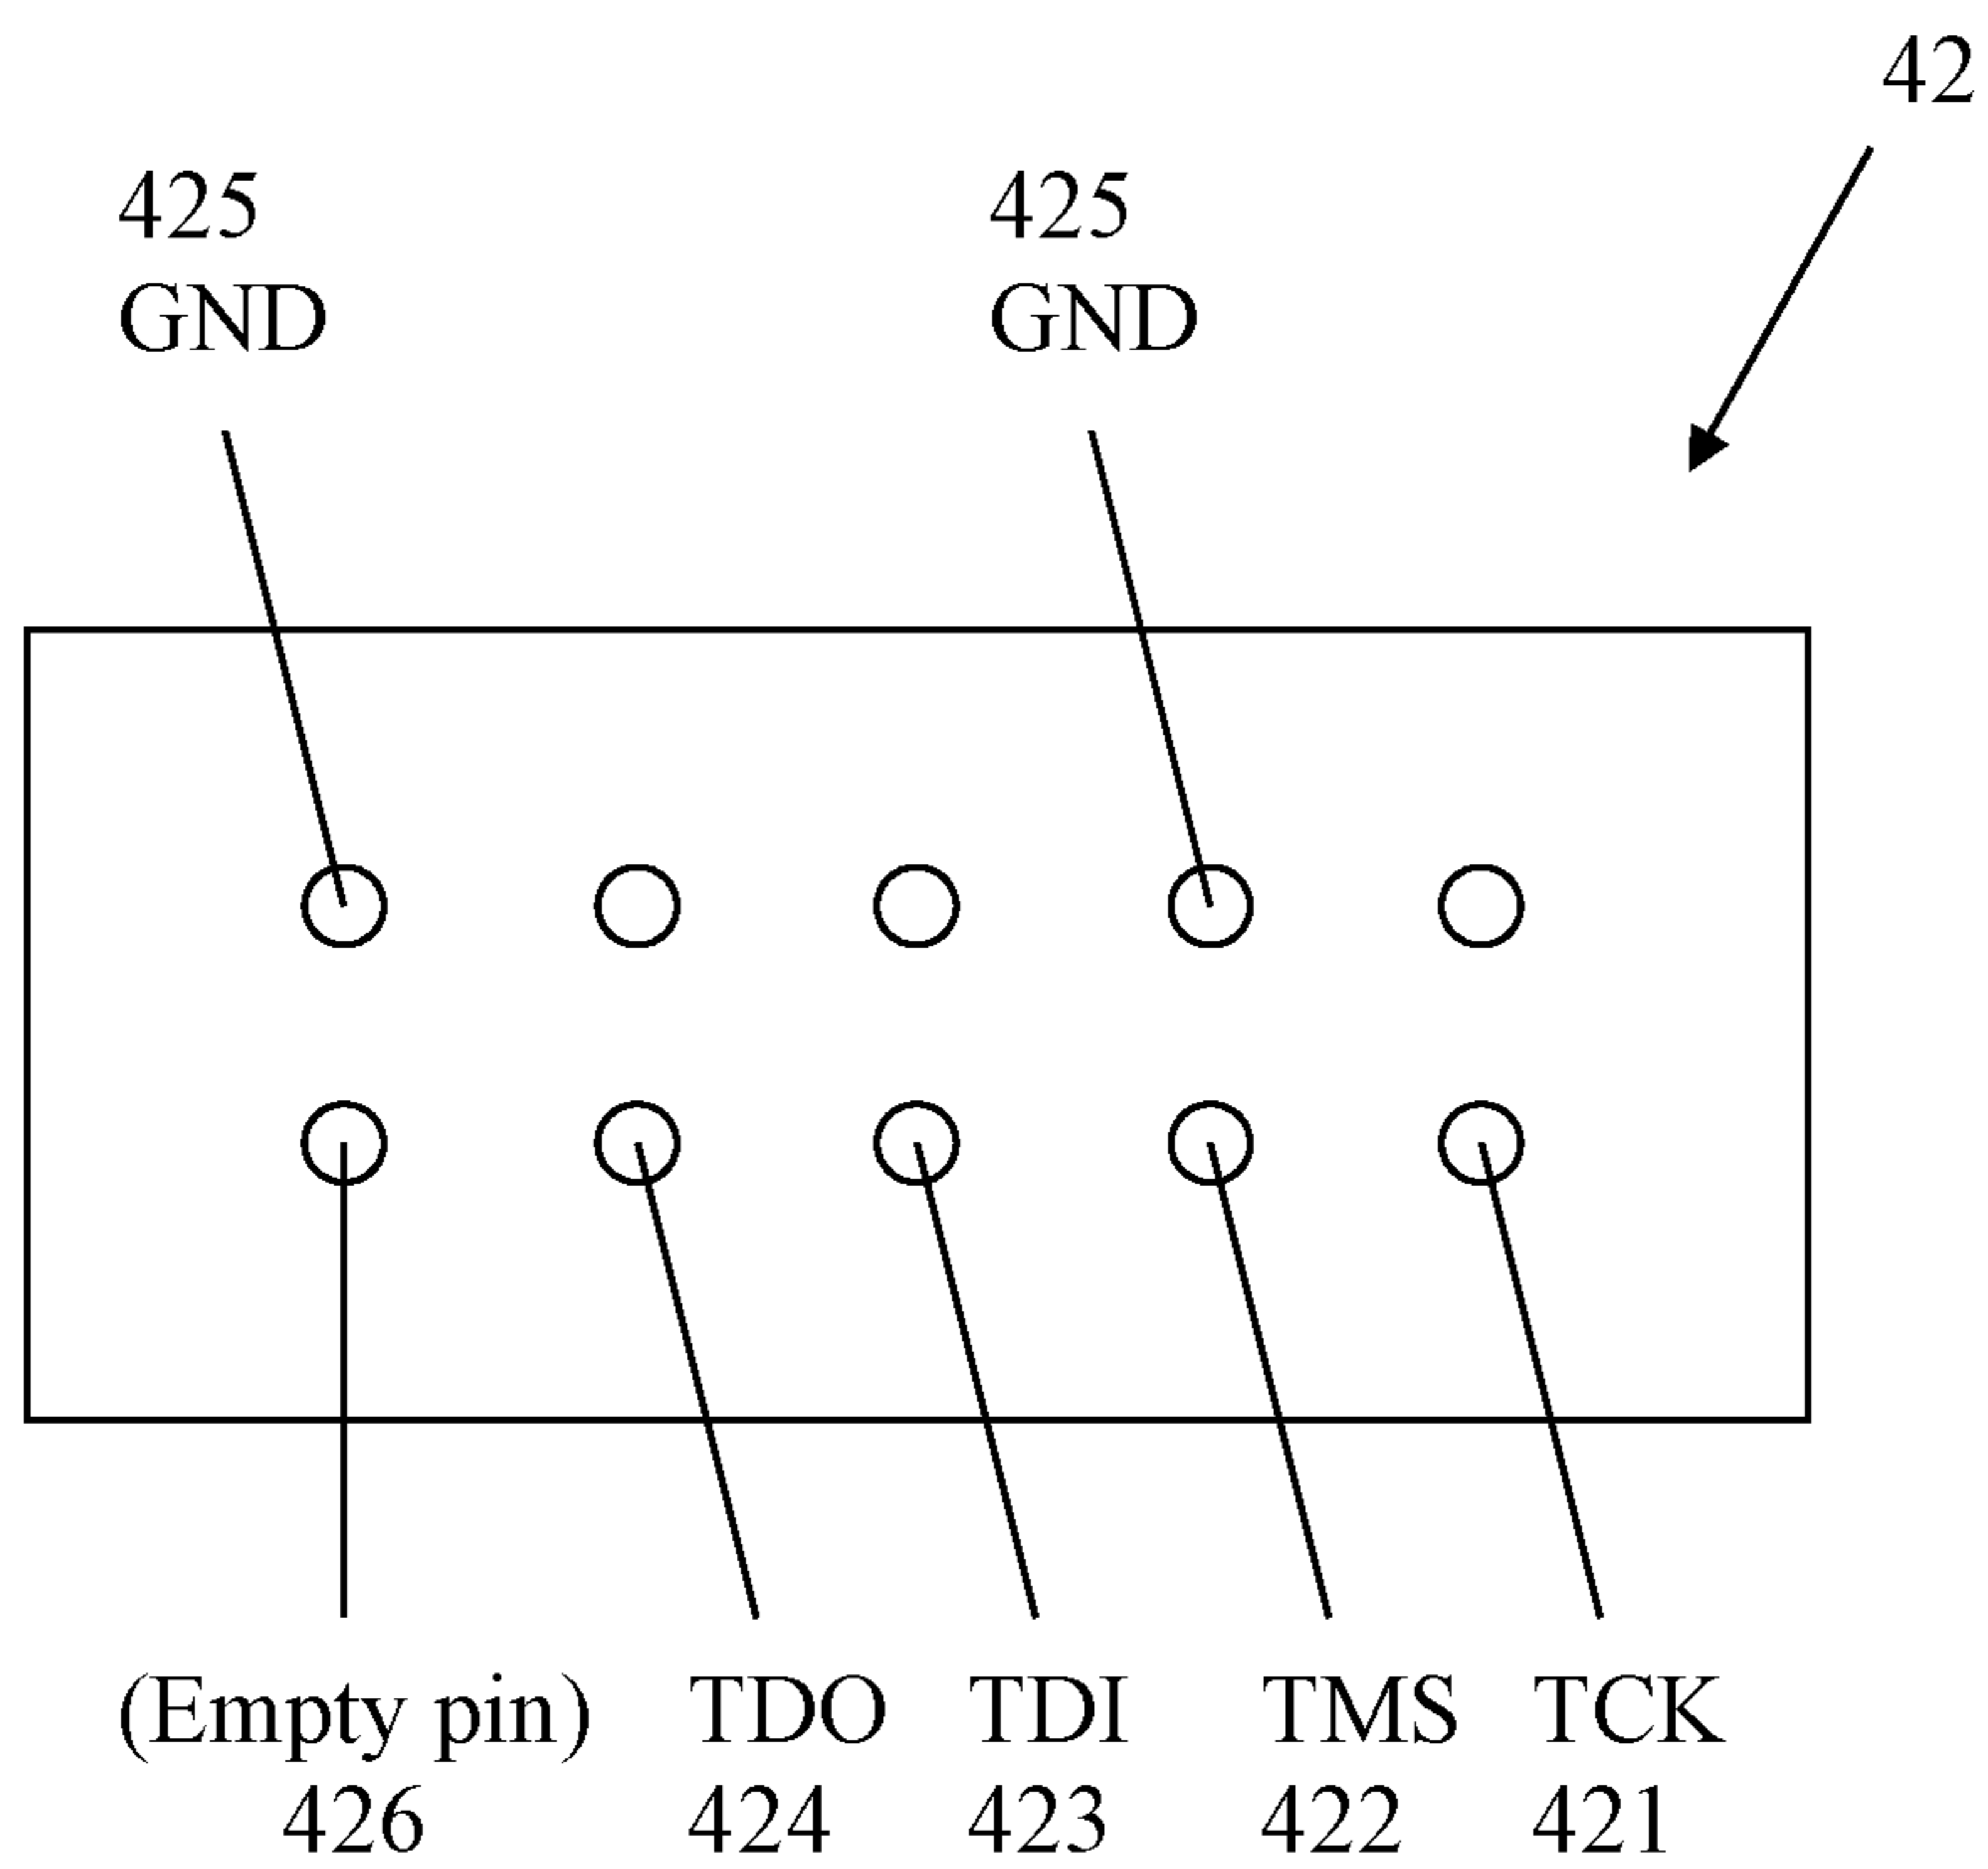 42
425 425
GND GND
(Empty pin) TDO TDI TMS TCK
426 424 423 422 421